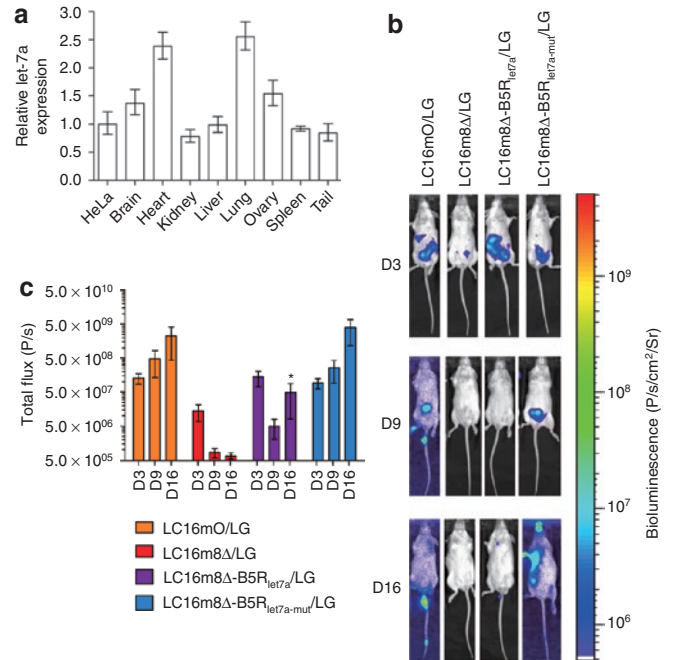 a
Relative let-7a
expression
3.0
2.5
2.0
1.5
1.0
0.5
0.0
HeLa
Brain
Heart
Kidney
Liver
Lung
Ovary
Spleen
Tail
b
LC16mO/LG
LC16m8Δ/LG
LC16m8Δ-B5Rlet7a/LG
LC16m8Δ-B5Rlet7a-mut/LG
D3
D9
D16
10⁹
10⁸
10⁷
10⁶
Bioluminescence (P/s/cm²/Sr)
c
Total flux (P/s)
5.0 × 10¹⁰
5.0 × 10⁰⁹
5.0 × 10⁰⁸
5.0 × 10⁰⁷
5.0 × 10⁰⁶
5.0 × 10⁰⁵
*
D3 D9 D16 D3 D9 D16 D3 D9 D16 D3 D9 D16
LC16mO/LG
LC16m8Δ/LG
LC16m8Δ-B5Rlet7a/LG
LC16m8Δ-B5Rlet7a-mut/LG